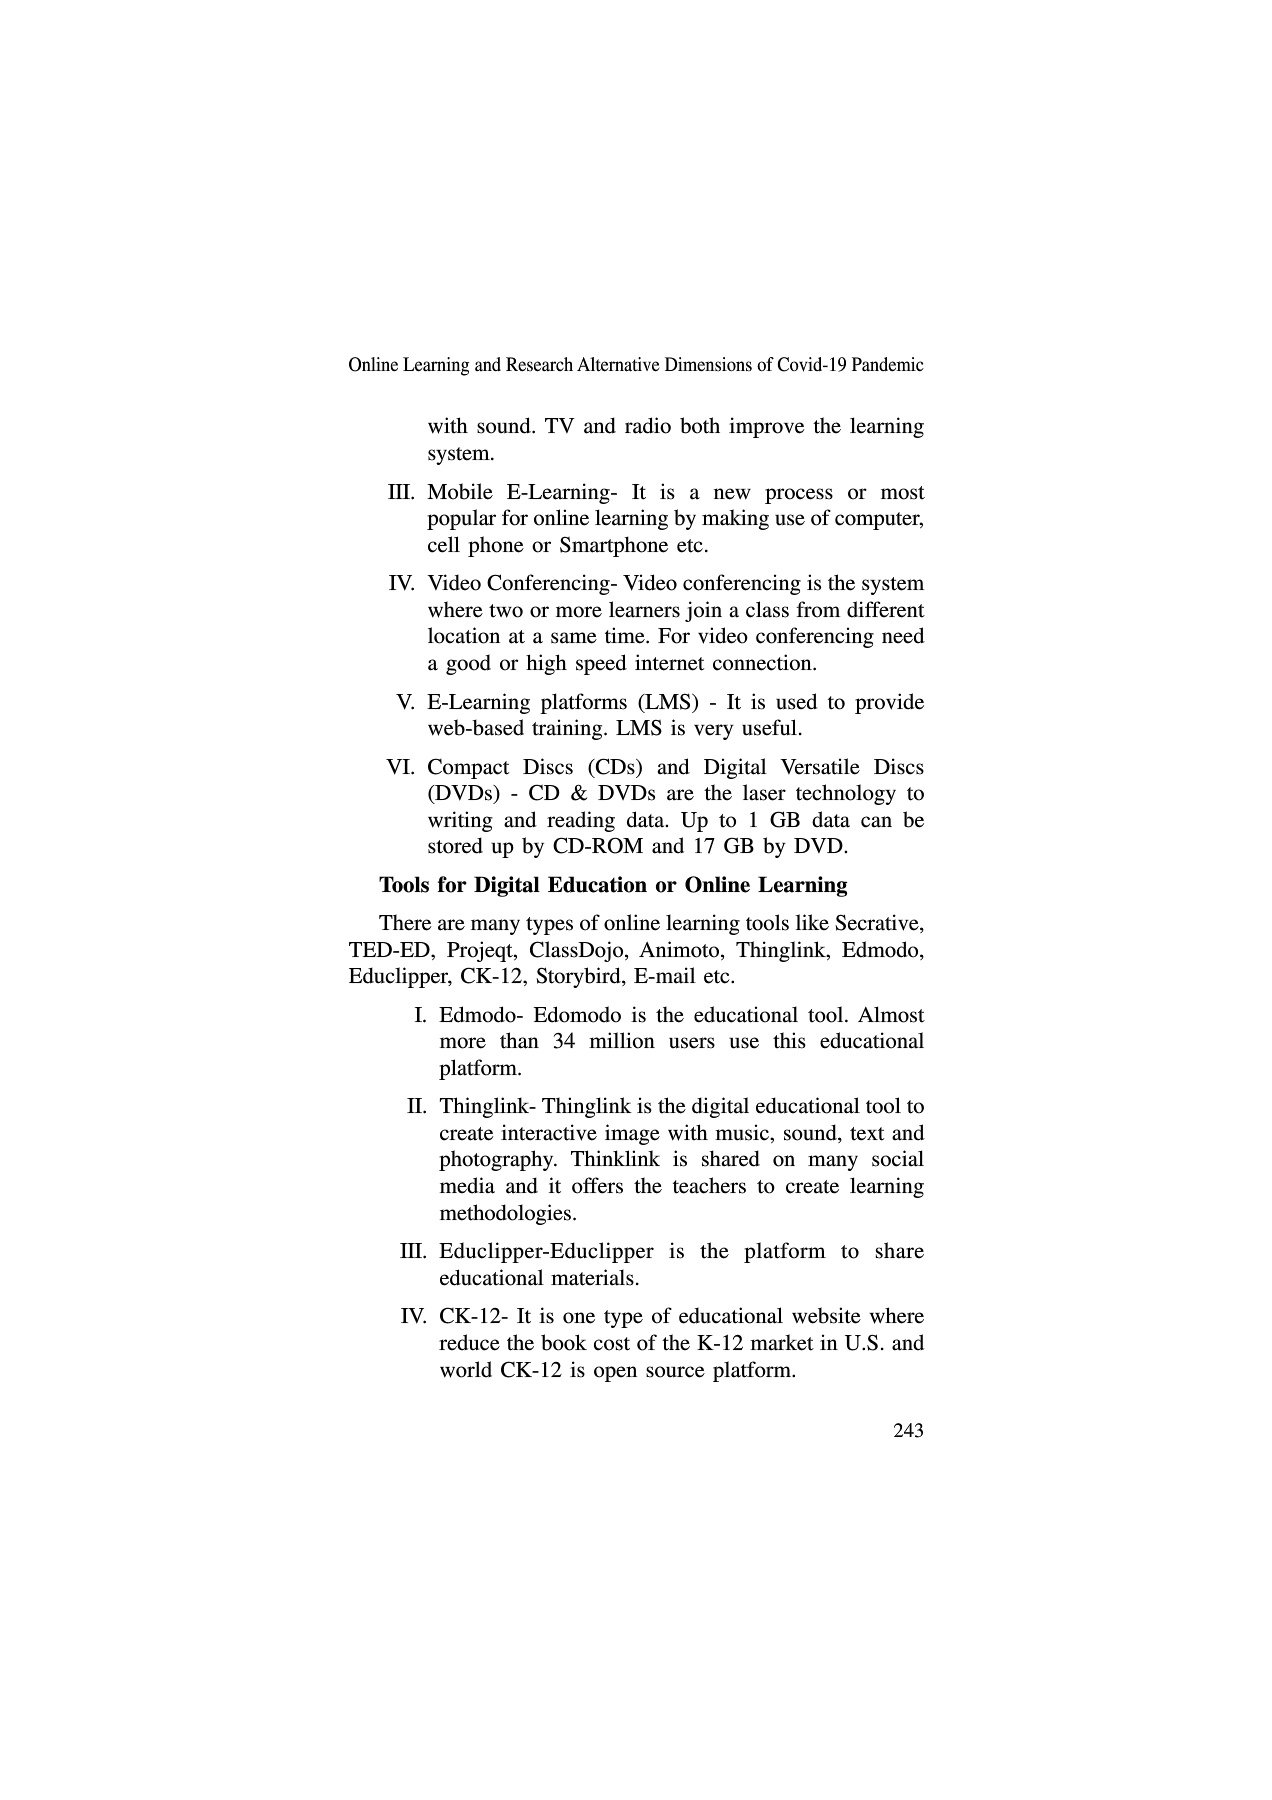 Online Learning and Research Alternative Dimensions of Covid-19 Pandemic
with sound. TV and radio both improve the learning
system.
III. Mobile E-Learning- It is a new process or most
popular for online learning by making use of computer,
cell phone or Smartphone etc.
IV. Video Conferencing- Video conferencing is the system
where two or more learners join a class from different
location at a same time. For video conferencing need
a good or high speed internet connection.
V. E-Learning platforms (LMS) - It is used to provide
web-based training. LMS is very useful.
VI. Compact Discs (CDs) and Digital Versatile Discs
(DVDs) - CD & DVDs are the laser technology to
writing and reading data. Up to 1 GB data can be
stored up by CD-ROM and 17 GB by DVD.
Tools for Digital Education or Online Learning
There are many types of online learning tools like Secrative,
TED-ED, Projeqt, ClassDojo, Animoto, Thinglink, Edmodo,
Educlipper, CK-12, Storybird, E-mail etc.
I. Edmodo- Edomodo is the educational tool. Almost
more than 34 million users use this educational
platform.
II. Thinglink- Thinglink is the digital educational tool to
create interactive image with music, sound, text and
photography. Thinklink is shared on many social
media and it offers the teachers to create learning
methodologies.
III. Educlipper-Educlipper is the platform to share
educational materials.
IV. CK-12- It is one type of educational website where
reduce the book cost of the K-12 market in U.S. and
world CK-12 is open source platform.
243